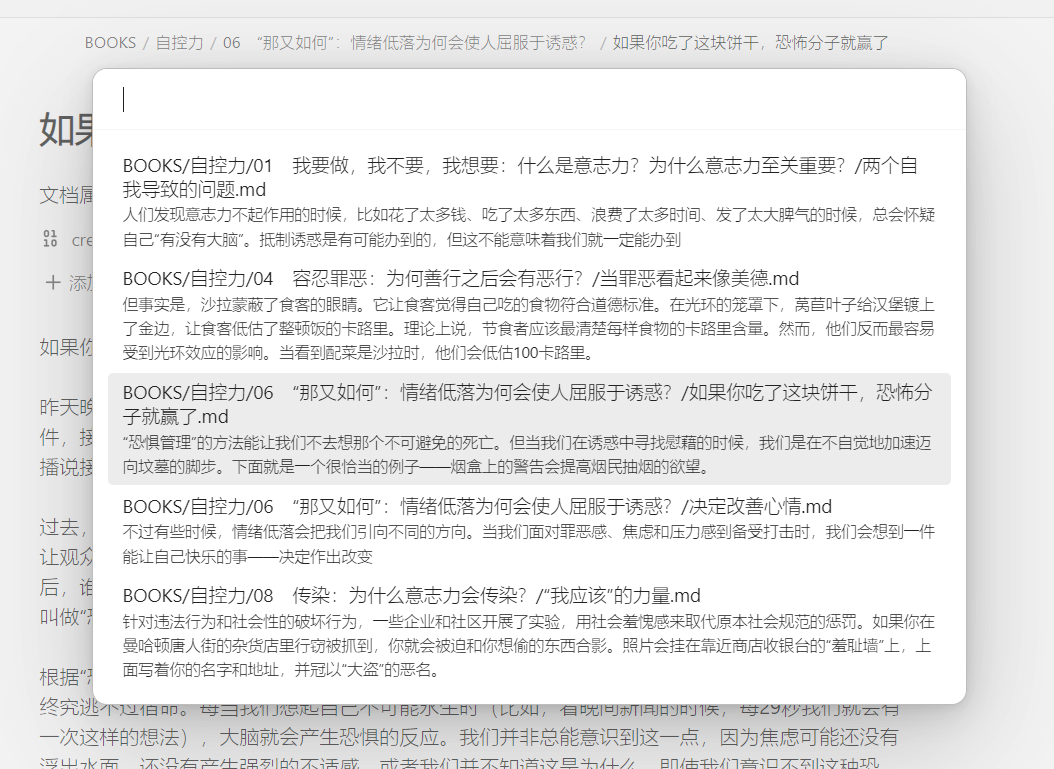 BOOKS / 自控力 / 06 “那又如何”：情绪低落为何会使人屈服于诱惑？ / 如果你吃了这块饼干，恐怖分子就赢了
如果
BOOKS/自控力/01 我要做，我不要，我想要：什么是意志力？为什么意志力至关重要？/两个自
我导致的问题.md
文档属
人们发现意志力不起作用的时候，比如花了太多钱、吃了太多东西、浪费了太多时间、发了太大脾气的时候，总会怀疑
自己“有没有大脑”。抵制诱惑是有可能办到的，但这不能意味着我们就一定能办到
cre
BOOKS/自控力/04 容忍罪恶：为何善行之后会有恶行？/当罪恶看起来像美德.md
添加
但事实是，沙拉蒙蔽了食客的眼睛。它让食客觉得自己吃的食物符合道德标准。在光环的笼罩下，莴苣叶子给汉堡镀上
了金边，让食客低估了整顿饭的卡路里。理论上说，节食者应该最清楚每样食物的卡路里含量。然而，他们反而最容易
受到光环效应的影响。当看到配菜是沙拉时，他们会低估100卡路里。
如果你
BOOKS/自控力/06 “那又如何”：情绪低落为何会使人屈服于诱惑？/如果你吃了这块饼干，恐怖分
子就赢了.md
昨天晚
“恐惧管理”的方法能让我们不去想那个不可避免的死亡。但当我们在诱惑中寻找慰藉的时候，我们是在不自觉地加速迈
向坟墓的脚步。下面就是一个很恰当的例子——烟盒上的警告会提高烟民抽烟的欲望。
件，接
播说接
BOOKS/自控力/06 “那又如何”：情绪低落为何会使人屈服于诱惑？/决定改善心情.md
过去，
不过有些时候，情绪低落会把我们引向不同的方向。当我们面对罪恶感、焦虑和压力感到备受打击时，我们会想到一件
能让自己快乐的事——决定作出改变
让观众
后，谁
BOOKS/自控力/08 传染：为什么意志力会传染？/“我应该”的力量.md
叫做“恐
针对违法行为和社会性的破坏行为，一些企业和社区开展了实验，用社会羞愧感来取代原本社会规范的惩罚。如果你在
曼哈顿唐人街的杂货店里行窃被抓到，你就会被迫和你想偷的东西合影。照片会挂在靠近商店收银台的“羞耻墙”上，上
面写着你的名字和地址，并冠以“大盗”的恶名。
根据“恐
终究逃不过宿命。每当我们想起自己不可能永生时（比如，看晚间新闻的时候，每29秒我们就会有
一次这样的想法），大脑就会产生恐惧的反应。我们并非总能意识到这一点，因为焦虑可能还没有
浮出水面，还没有产生强烈的不适感，或者我们并不知道这是为什么。即使我们意识不到这种恐